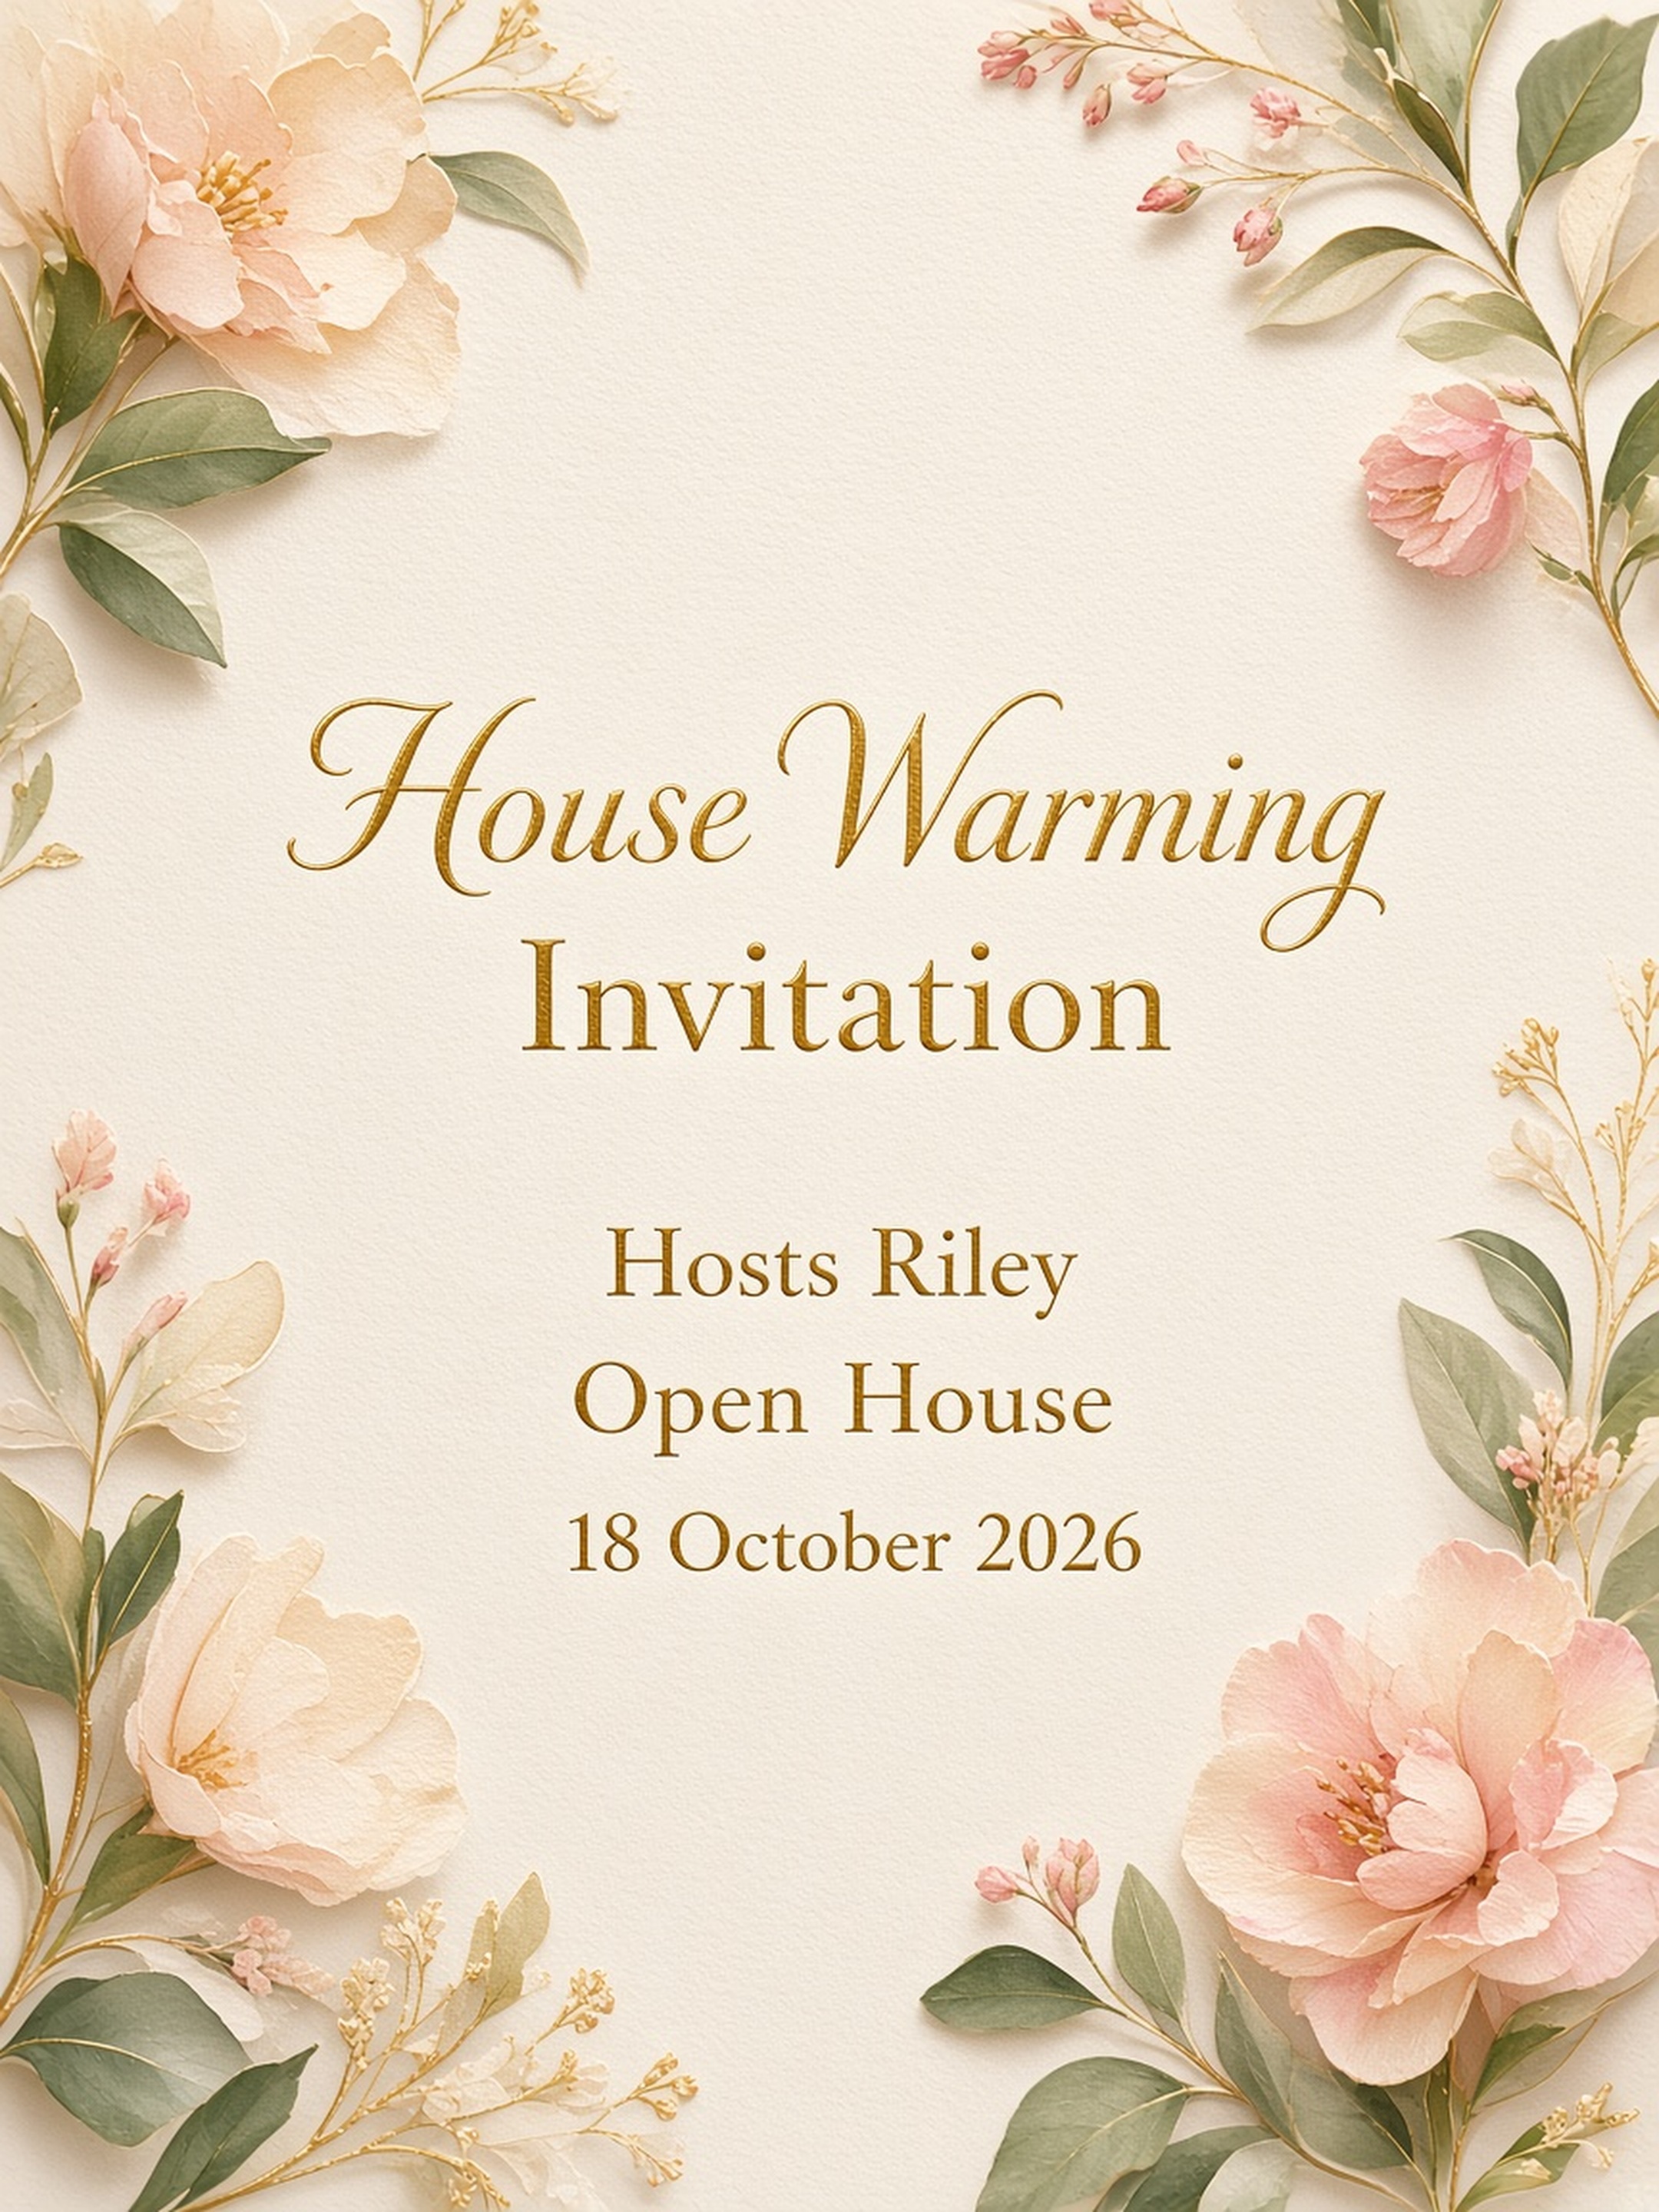 House Warming
Invitation
Hosts Riley
Open House
18 October 2026